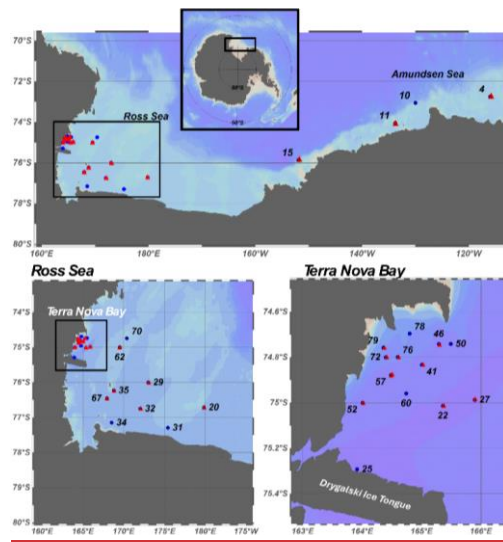 70°S
72°S
74°S
76°S
78°S
80°S
Amundsen Sea
4
10
11
Ross Sea
15
160°E
180°
160°W
140°W
120°W
Ross Sea
Terra Nova Bay
Terra Nova Bay
74°S
75°S
76°S
77°S
78°S
79°S
70
62
35
29
67
32
20
34
31
160°E
165°E
170°E
175°E
180°E
74.6°S
74.8°S
75°S
75.2°S
75.4°S
78
46
79
50
72
76
41
57
60
52
22
27
25
Drygalski Ice Tongue
163°E
164°E
165°E
166°E